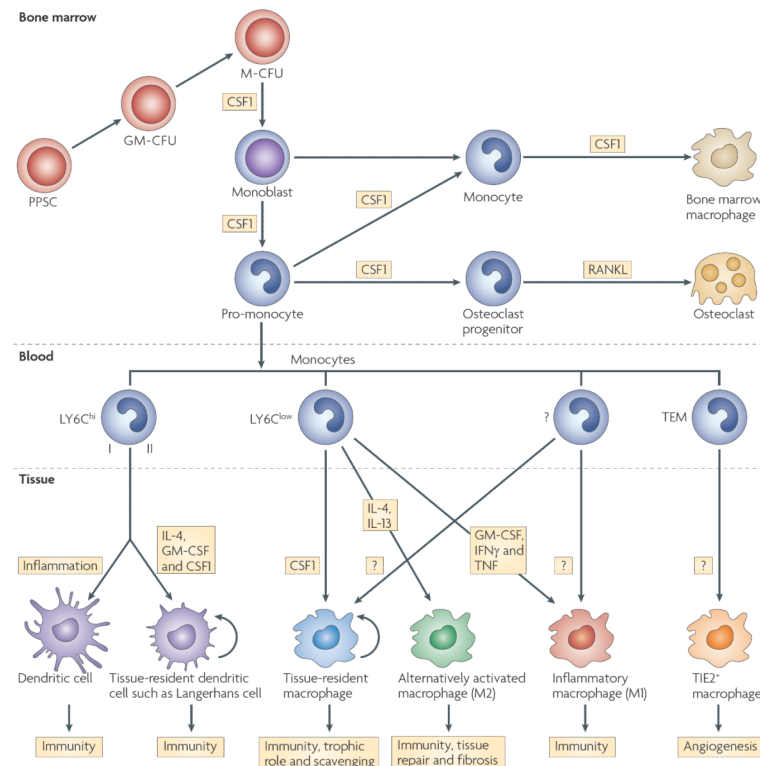 Bone marrow
M-CFU
CSF1
GM-CFU
PPSC
Monoblast
CSF1
Monocyte
CSF1
Bone marrow
macrophage
CSF1
Pro-monocyte
CSF1
Osteoclast
progenitor
RANKL
Osteoclast
Blood
Monocytes
LY6Chi
I II
LY6Clow
?
TEM
Tissue
Inflammation
IL-4,
GM-CSF
and CSF1
CSF1
IL-4,
IL-13
?
GM-CSF,
IFNγ and
TNF
?
?
Dendritic cell
Tissue-resident dendritic
cell such as Langerhans cell
Tissue-resident
macrophage
Alternatively activated
macrophage (M2)
Inflammatory
macrophage (M1)
TIE2+
macrophage
Immunity
Immunity
Immunity, trophic
role and scavenging
Immunity, tissue
repair and fibrosis
Immunity
Angiogenesis